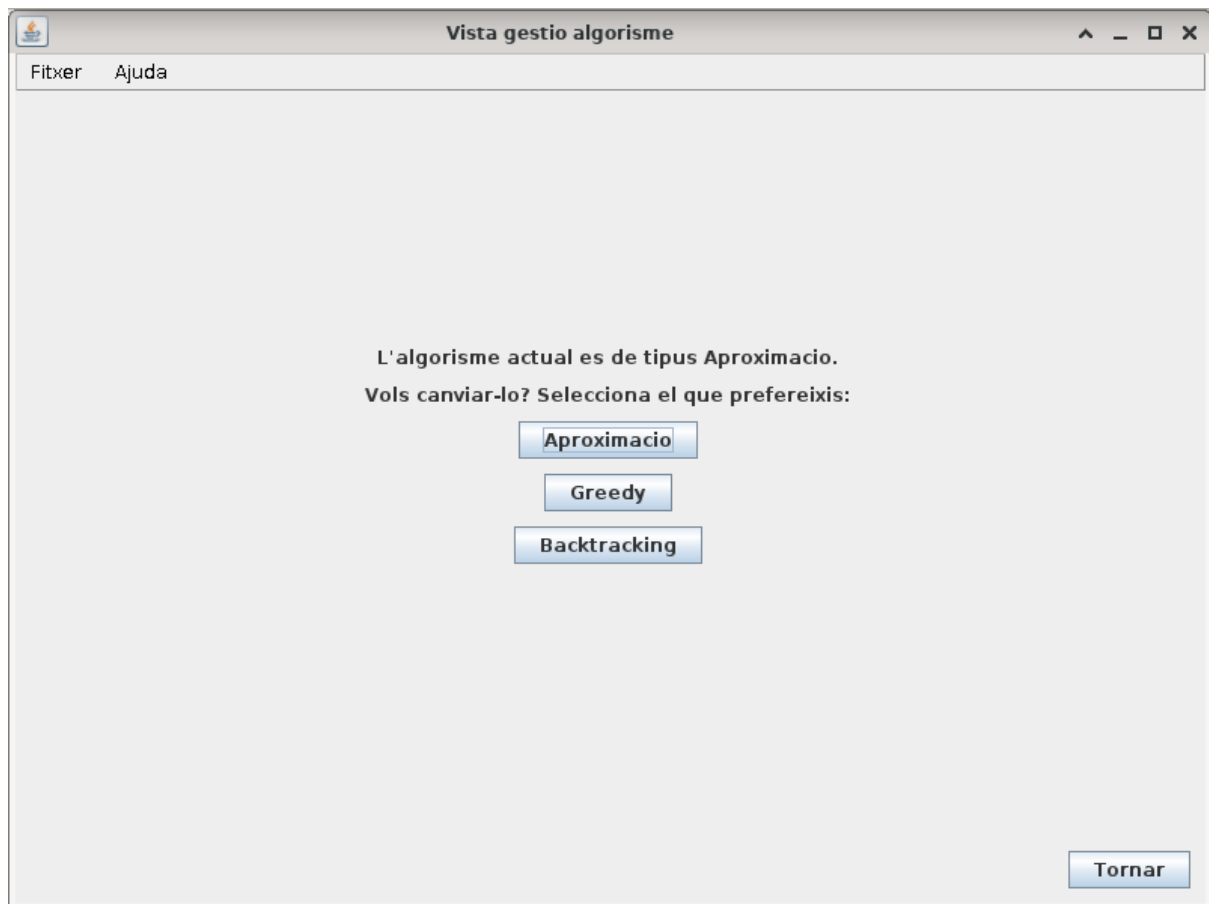 Vista gestio algorisme
Fitxer Ajuda
L'algorisme actual es de tipus Aproximacio.
Vols canviar-lo? Selecciona el que prefereixis:
Aproximacio
Greedy
Backtracking
Tornar